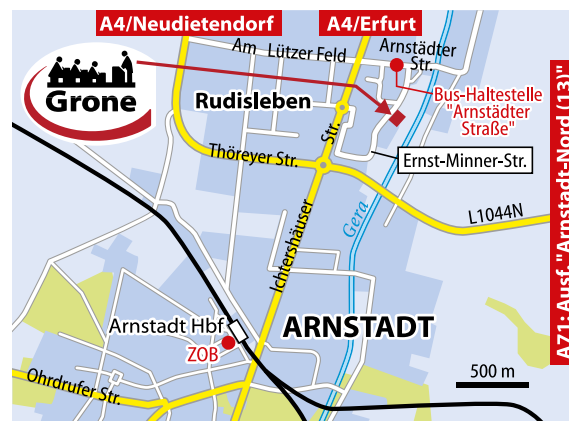 A4/Neudietendorf
A4/Erfurt
Am Lützer Feld
Arnstädter
Str.
Grone
Rudisleben
Bus-Haltestelle
"Arnstädter
Straße"
Str.
Thöreyer Str.
Ernst-Minner-Str.
AZ1: Ausf. "Arnstadt-Nord (13)"
L1044N
Gera
Ichtershäuser
Arnstadt Hbf
ARNSTADT
ZOB
Ohrdrufer Str.
500 m